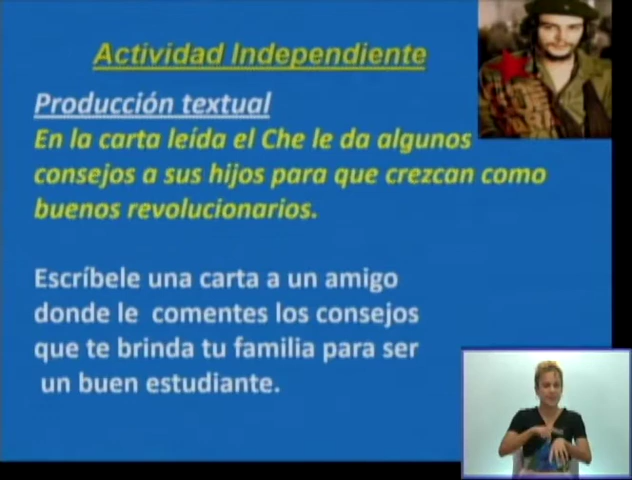 Actividad Independiente
Producción textual
En la carta leída el Che le da algunos
consejos a sus hijos para que crezcan como
buenos revolucionarios.
Escríbele una carta a un amigo
donde le comentes los consejos
que te brinda tu familia para ser
un buen estudiante.